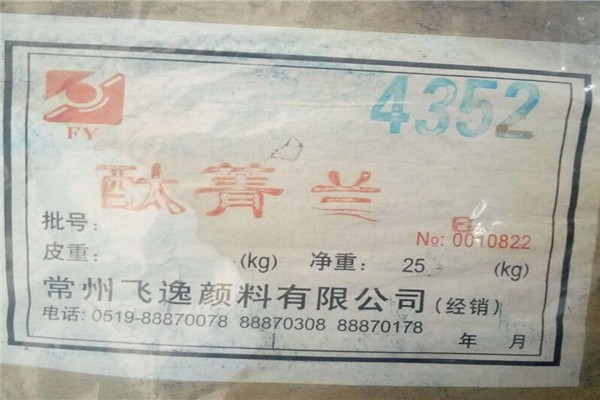 FY
4352
酞菁兰
批号:
No: 0010822
皮重: (kg) 净重: 25 (kg)
常州飞逸颜料有限公司(经销)
电话: 0519-88870078 88870308 88870178
年 月